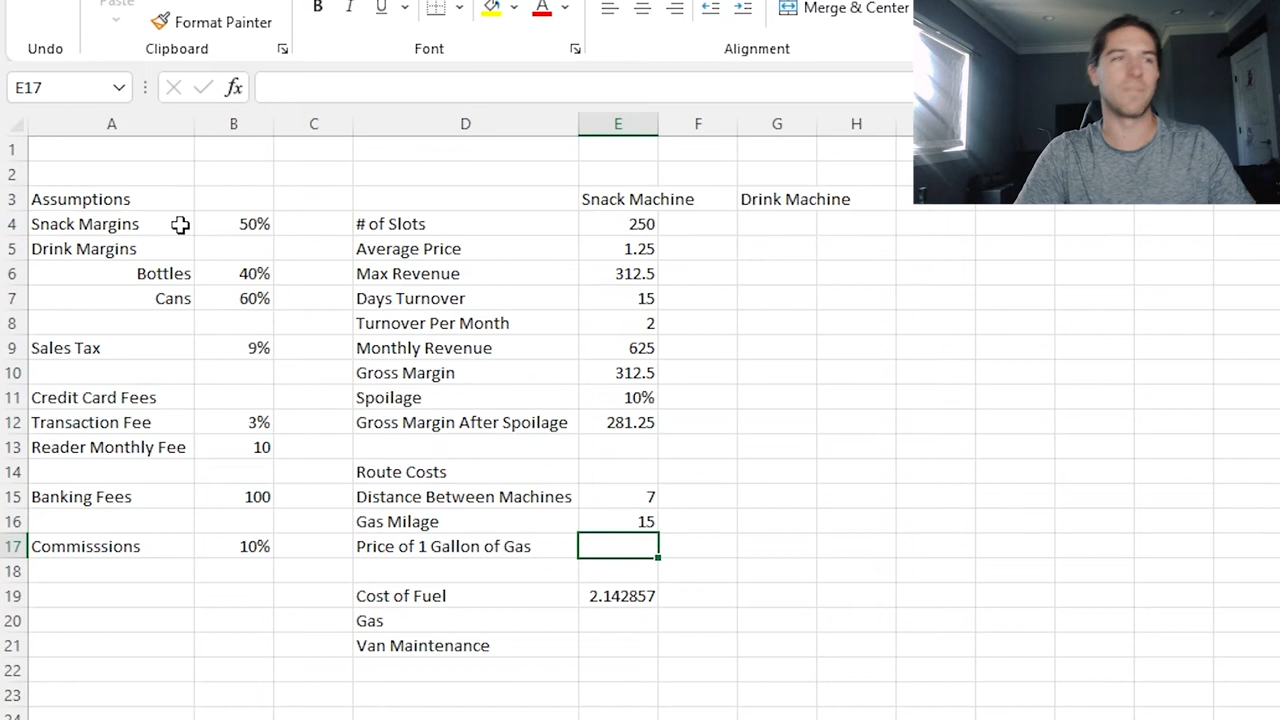 Paste
Format Painter
B I U A
Merge & Center
Undo Clipboard Font Alignment
E17 fx
A B C D E F G H
1
2
3 Assumptions Snack Machine Drink Machine
4 Snack Margins 50% # of Slots 250
5 Drink Margins Average Price 1.25
6 Bottles 40% Max Revenue 312.5
7 Cans 60% Days Turnover 15
8 Turnover Per Month 2
9 Sales Tax 9% Monthly Revenue 625
10 Gross Margin 312.5
11 Credit Card Fees Spoilage 10%
12 Transaction Fee 3% Gross Margin After Spoilage 281.25
13 Reader Monthly Fee 10
14 Route Costs
15 Banking Fees 100 Distance Between Machines 7
16 Gas Milage 15
17 Commisssions 10% Price of 1 Gallon of Gas
18
19 Cost of Fuel 2.142857
20 Gas
21 Van Maintenance
22
23
24